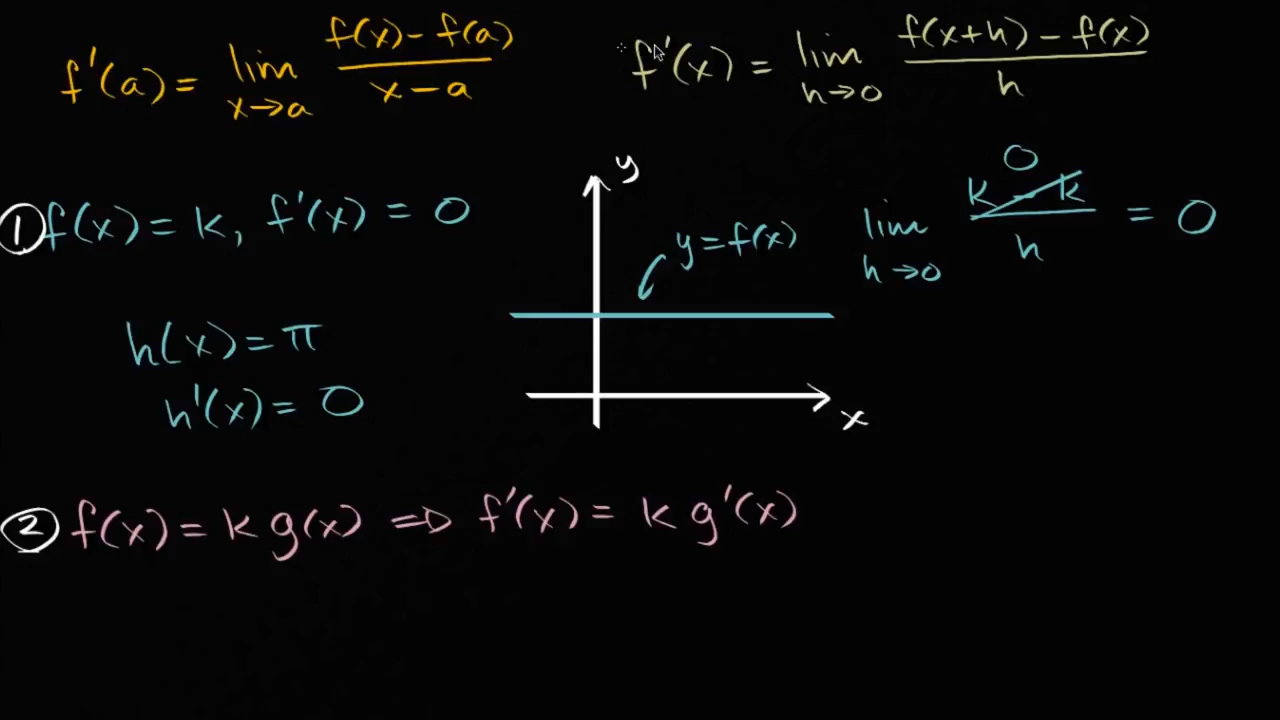 f'(a) = lim x→a f(x) - f(a) / x - a
f'(x) = lim h→0 f(x+h) - f(x) / h
① f(x) = k, f'(x) = 0
h(x) = π
h'(x) = 0
y
y = f(x)
x
lim h→0 k - k / h = 0
0
② f(x) = k g(x) ⇒ f'(x) = k g'(x)